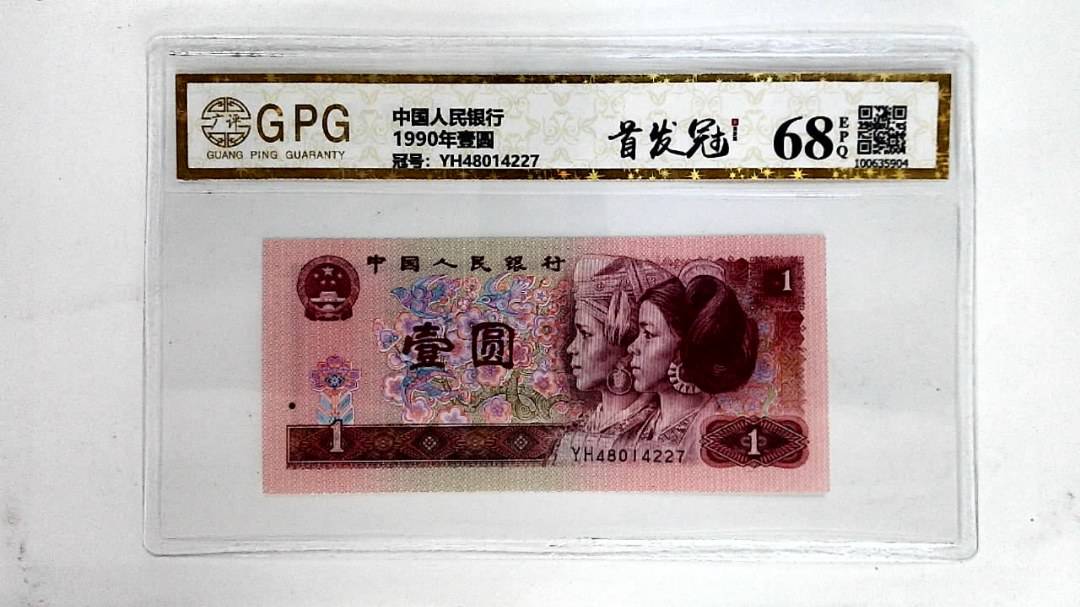 广评
GPG
GUANG PING GUARANTY
中国人民银行
1990年壹圆
冠号：YH48014227
首发冠
68
EPQ
100635904
中国人民银行
1
壹圆
1
1
YH48014227